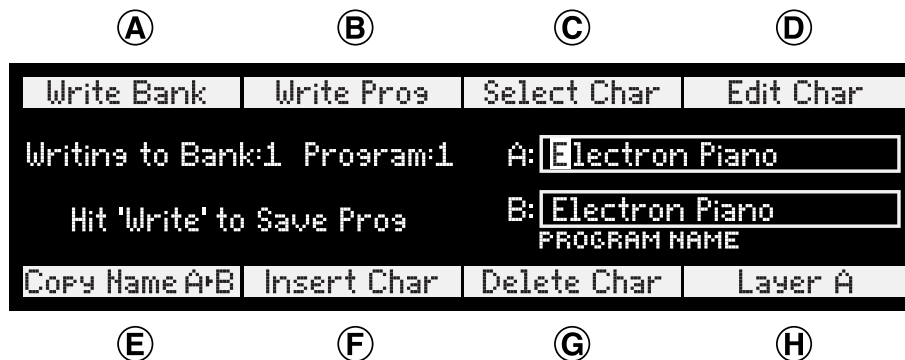 A B C D
Write Bank Write Prog Select Char Edit Char
Writing to Bank:1 Program:1 A: Electron Piano
Hit 'Write' to Save Prog B: Electron Piano
PROGRAM NAME
Copy Name A▸B Insert Char Delete Char Layer A
E F G H